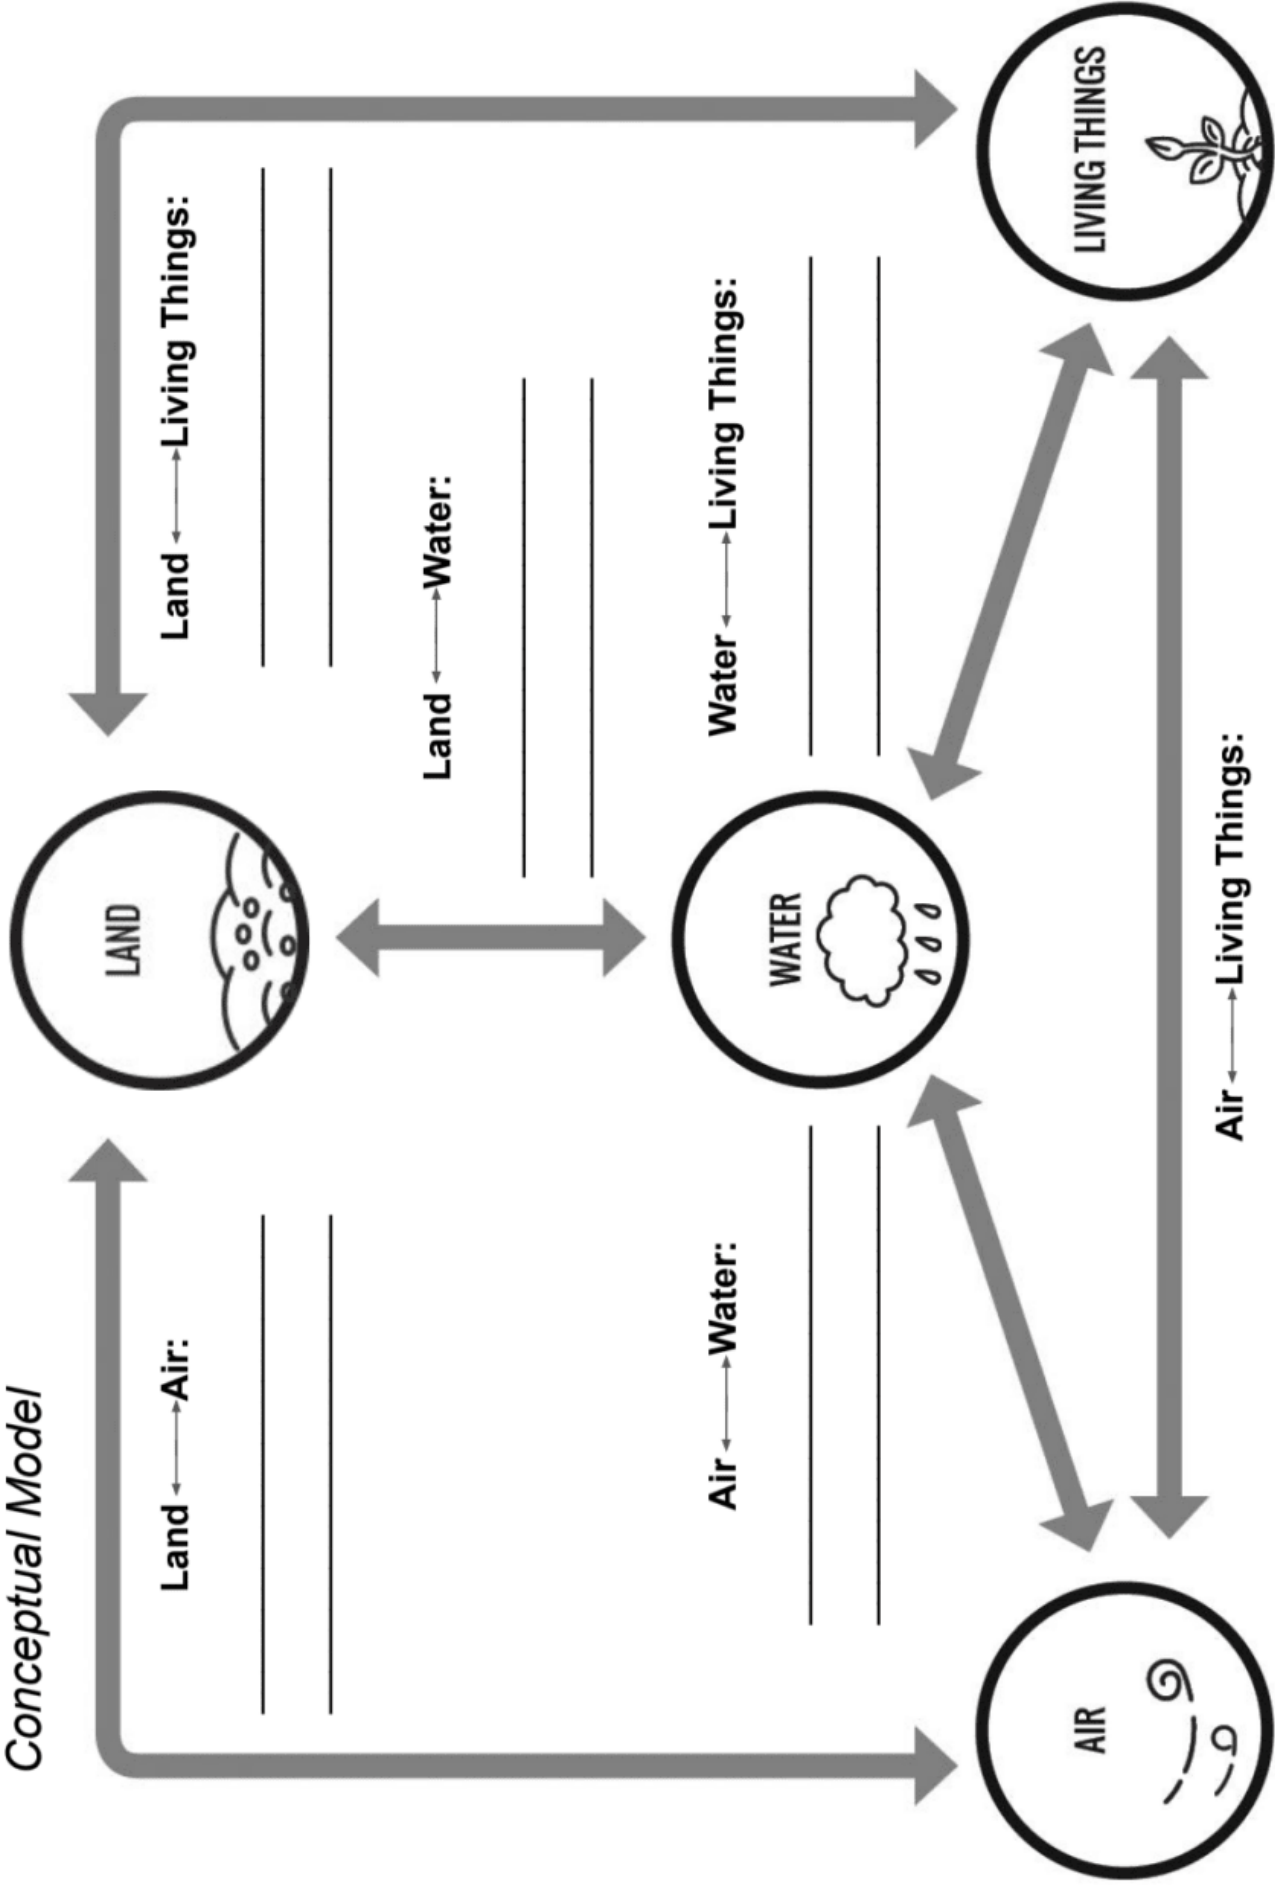 Conceptual Model
LAND
Land ↔ Air:
Land ↔ Living Things:
Land ↔ Water:
Air ↔ Water:
WATER
Water ↔ Living Things:
AIR
LIVING THINGS
Air ↔ Living Things: